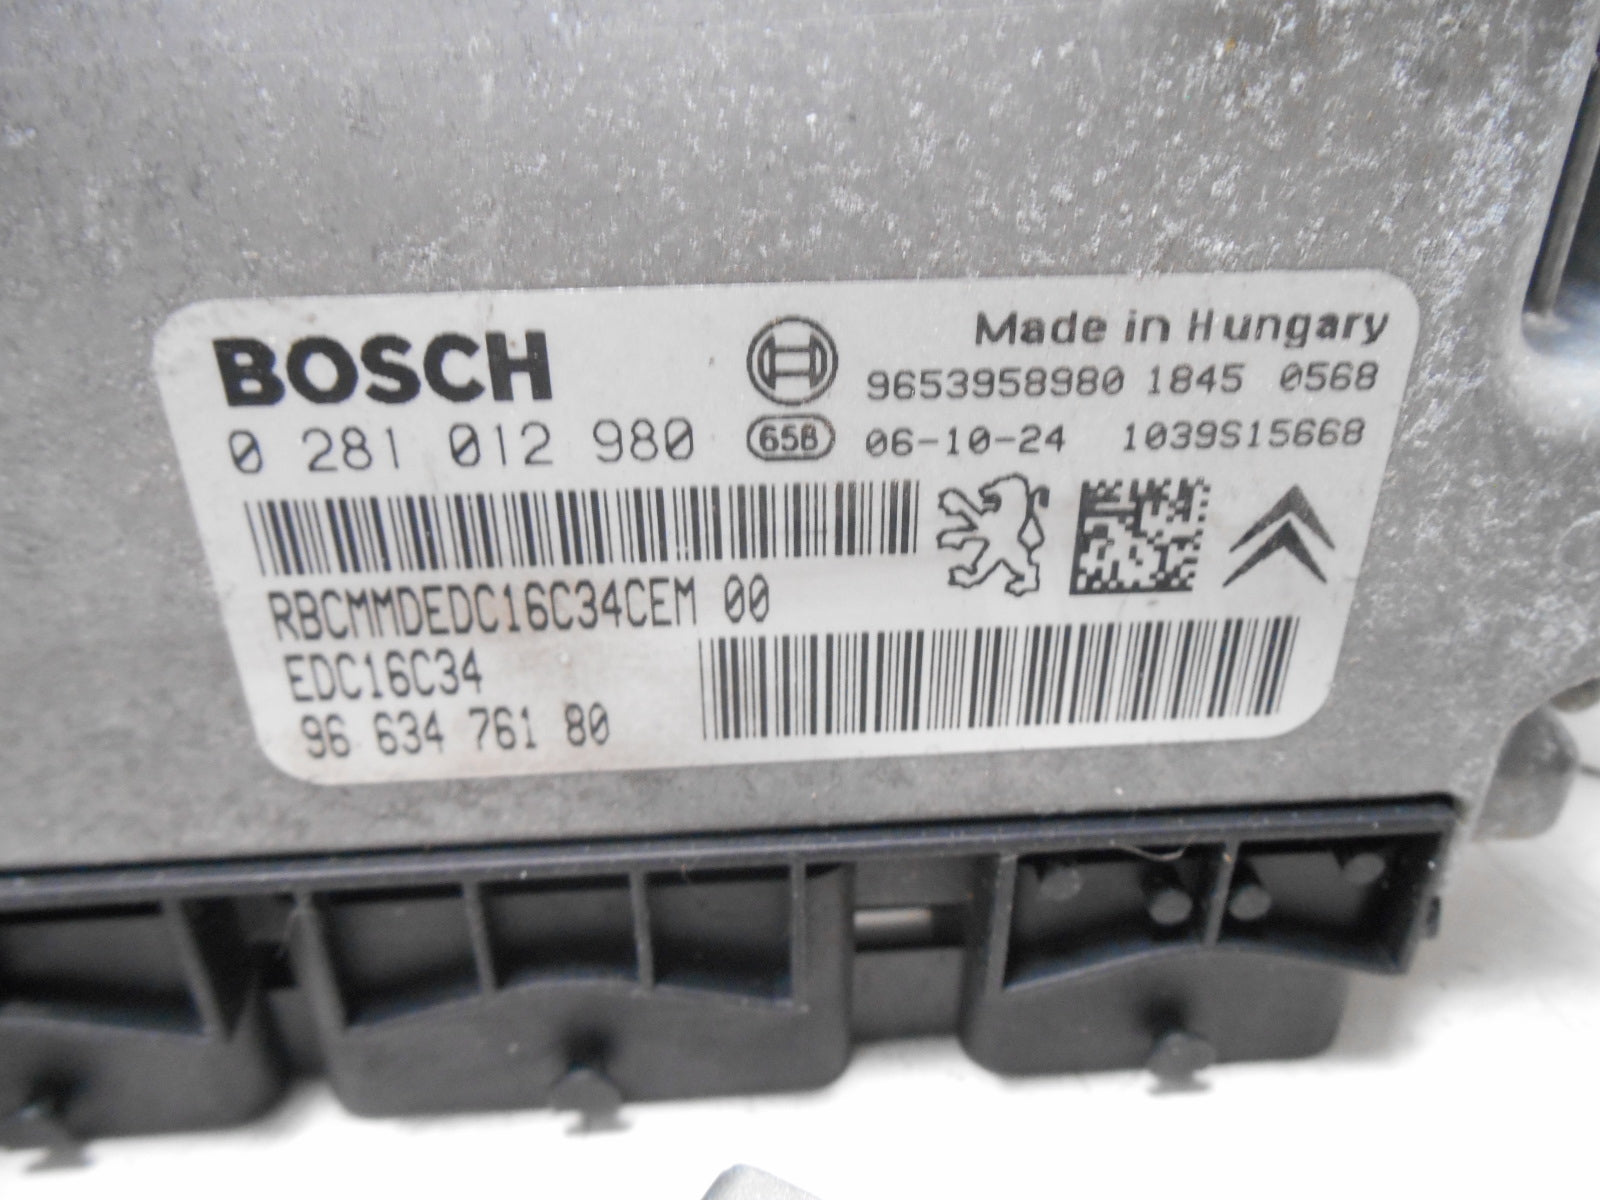 BOSCH
Made in Hungary
9653958980 1845 0568
0 281 012 980
65B
06-10-24 1039S15668
RBCMMDEDC16C34CEM 00
EDC16C34
96 634 761 80